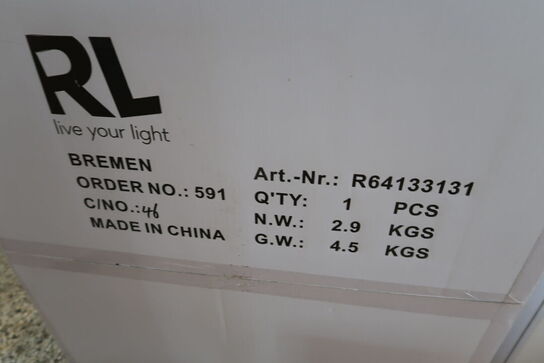 RL
live your light
BREMEN
ORDER NO.: 591
C/NO.: 46
MADE IN CHINA
Art.-Nr.: R64133131
Q'TY: 1 PCS
N.W.: 2.9 KGS
G.W.: 4.5 KGS